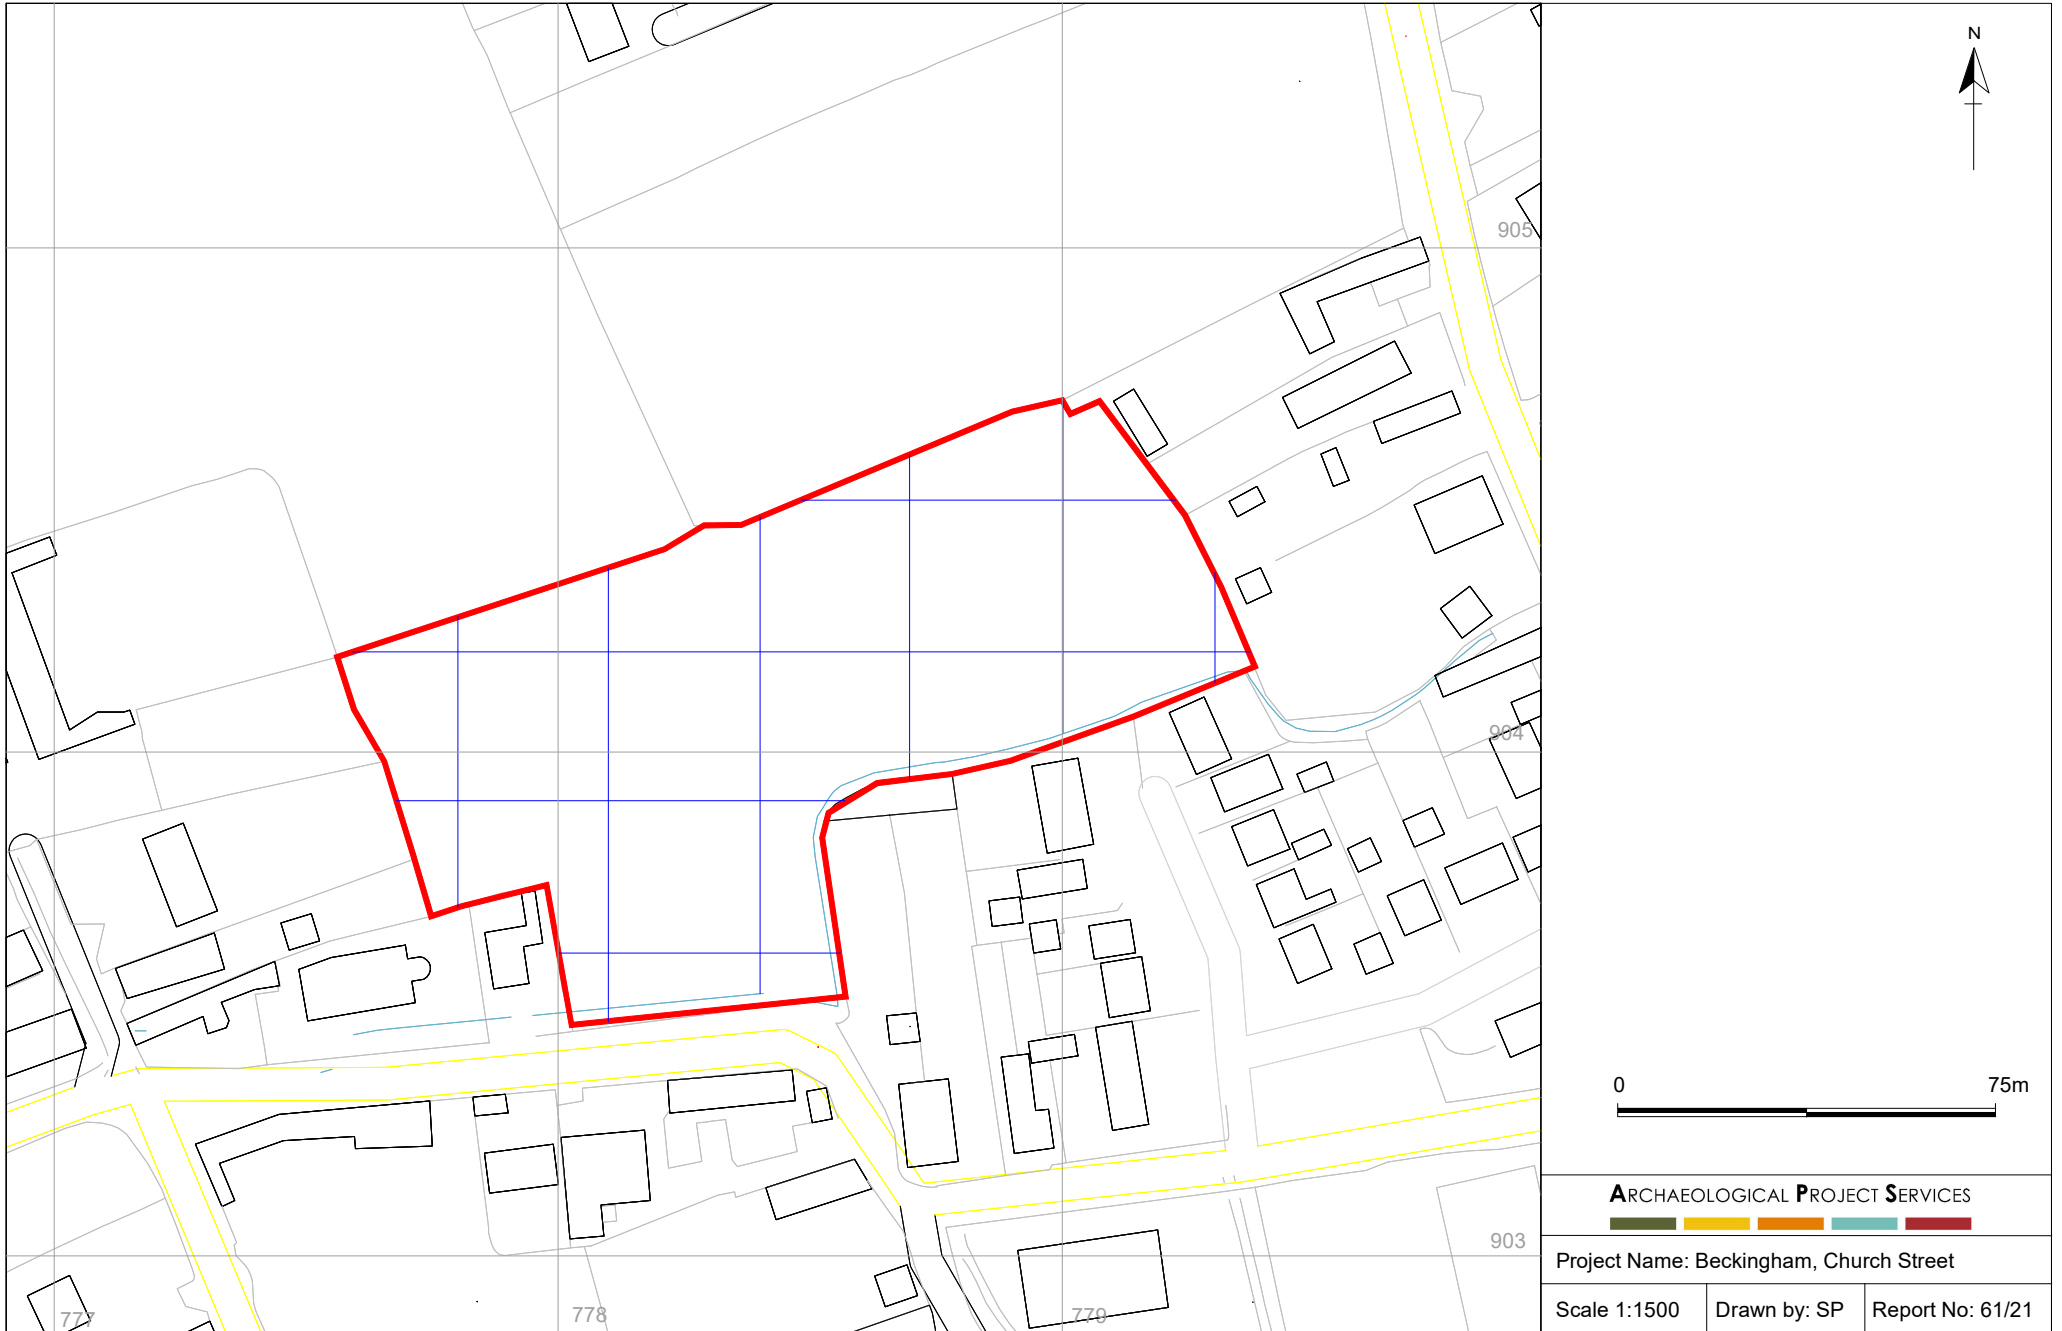 N
905
904
903
777
778
779
0 75m
ARCHAEOLOGICAL PROJECT SERVICES
Project Name: Beckingham, Church Street
Scale 1:1500 Drawn by: SP Report No: 61/21